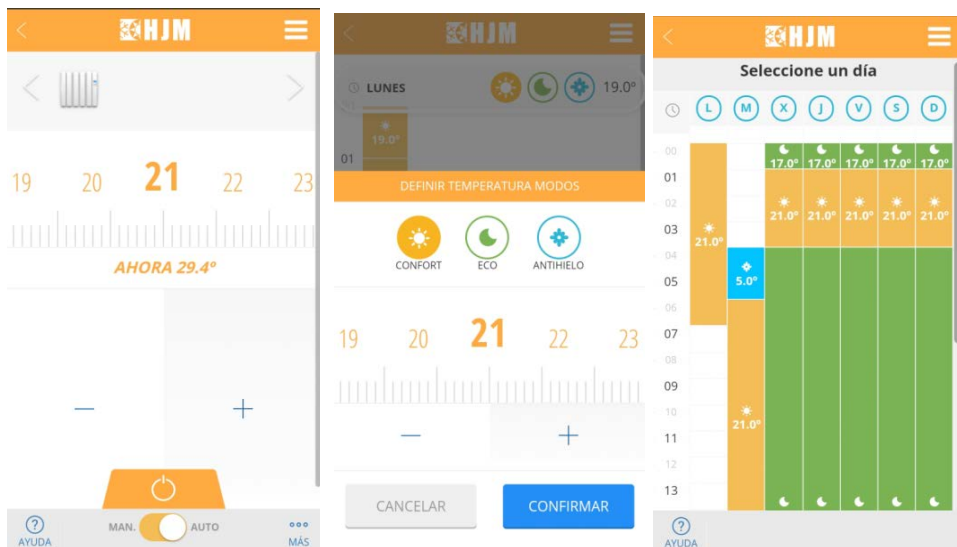 HJM
19 20 21 22 23
AHORA 29.4º
MAN. AUTO
AYUDA
MÁS
HJM
LUNES 19.0º
19.0º
01
DEFINIR TEMPERATURA MODOS
CONFORT ECO ANTIHIELO
19 20 21 22 23
CANCELAR CONFIRMAR
HJM
Seleccione un día
L M X J V S D
00
17.0º 17.0º 17.0º 17.0º 17.0º
01
02
21.0º 21.0º 21.0º 21.0º 21.0º
03
21.0º
04
05
5.0º
06
07
08
09
10
21.0º
11
12
13
AYUDA